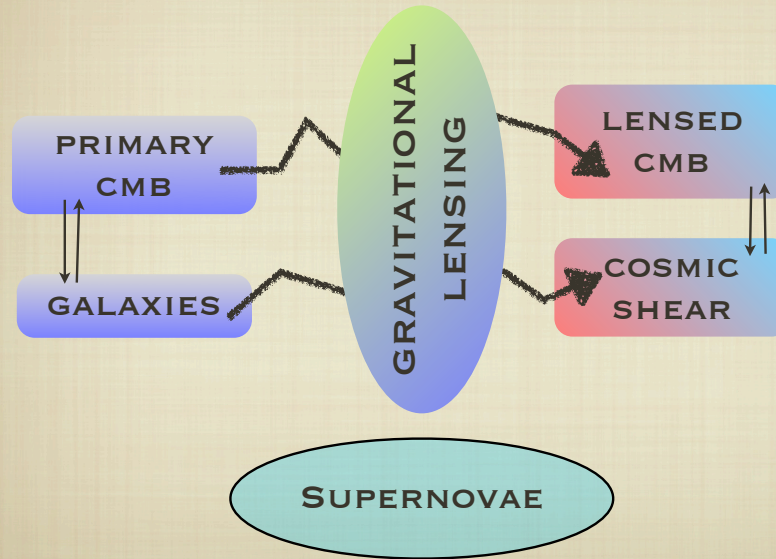 PRIMARY
CMB
GALAXIES
GRAVITATIONAL
LENSING
LENSED
CMB
COSMIC
SHEAR
SUPERNOVAE